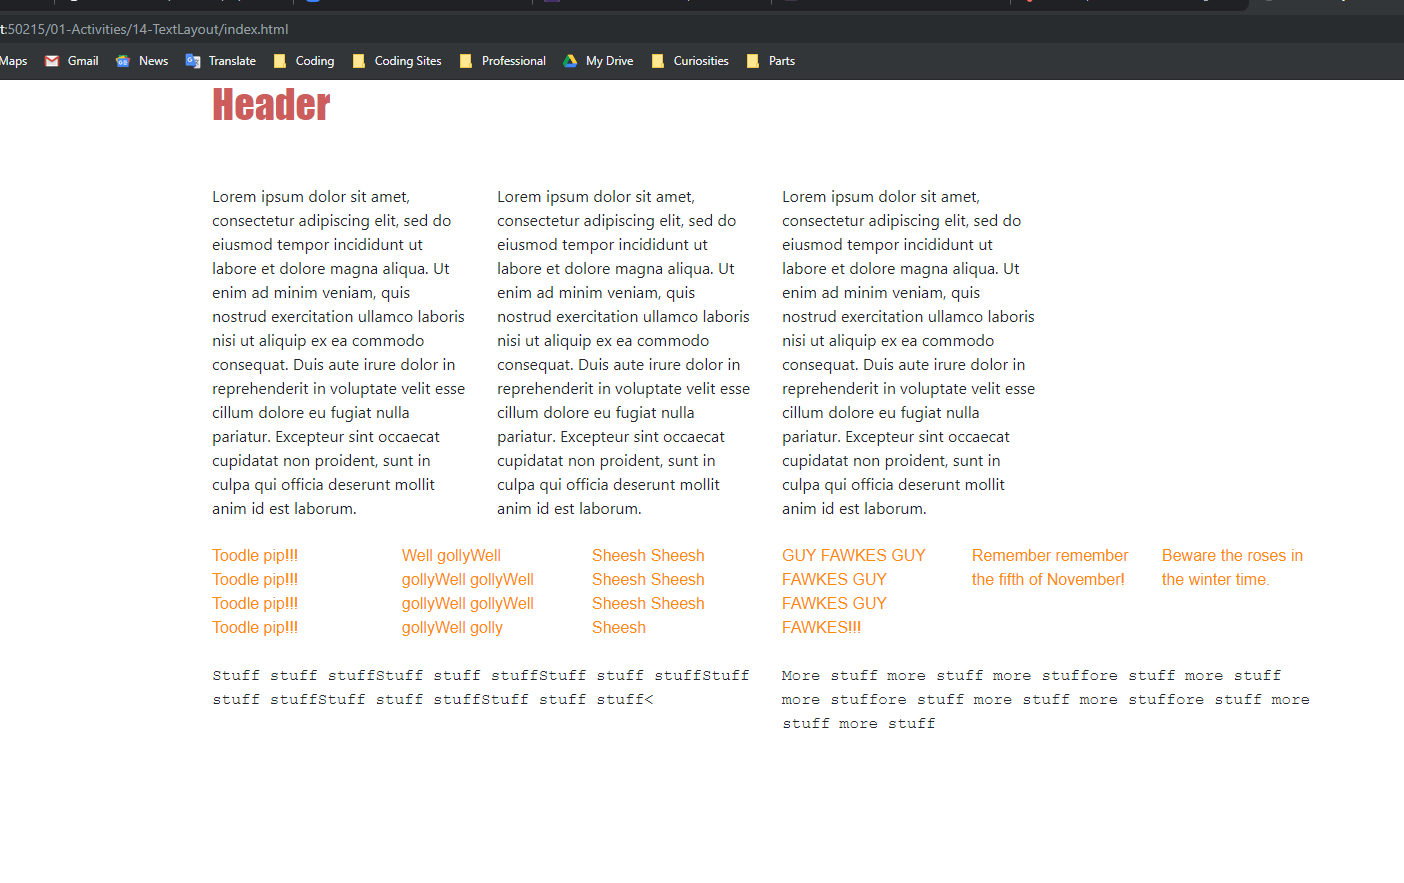 t:50215/01-Activities/14-TextLayout/index.html
Maps Gmail News Translate Coding Coding Sites Professional My Drive Curiosities Parts
Header
Lorem ipsum dolor sit amet,
consectetur adipiscing elit, sed do
eiusmod tempor incididunt ut
labore et dolore magna aliqua. Ut
enim ad minim veniam, quis
nostrud exercitation ullamco laboris
nisi ut aliquip ex ea commodo
consequat. Duis aute irure dolor in
reprehenderit in voluptate velit esse
cillum dolore eu fugiat nulla
pariatur. Excepteur sint occaecat
cupidatat non proident, sunt in
culpa qui officia deserunt mollit
anim id est laborum.
Lorem ipsum dolor sit amet,
consectetur adipiscing elit, sed do
eiusmod tempor incididunt ut
labore et dolore magna aliqua. Ut
enim ad minim veniam, quis
nostrud exercitation ullamco laboris
nisi ut aliquip ex ea commodo
consequat. Duis aute irure dolor in
reprehenderit in voluptate velit esse
cillum dolore eu fugiat nulla
pariatur. Excepteur sint occaecat
cupidatat non proident, sunt in
culpa qui officia deserunt mollit
anim id est laborum.
Lorem ipsum dolor sit amet,
consectetur adipiscing elit, sed do
eiusmod tempor incididunt ut
labore et dolore magna aliqua. Ut
enim ad minim veniam, quis
nostrud exercitation ullamco laboris
nisi ut aliquip ex ea commodo
consequat. Duis aute irure dolor in
reprehenderit in voluptate velit esse
cillum dolore eu fugiat nulla
pariatur. Excepteur sint occaecat
cupidatat non proident, sunt in
culpa qui officia deserunt mollit
anim id est laborum.
Toodle pip!!!
Toodle pip!!!
Toodle pip!!!
Toodle pip!!!
Well gollyWell
gollyWell gollyWell
gollyWell gollyWell
gollyWell golly
Sheesh Sheesh
Sheesh Sheesh
Sheesh Sheesh
Sheesh
GUY FAWKES GUY
FAWKES GUY
FAWKES GUY
FAWKES!!!
Remember remember
the fifth of November!
Beware the roses in
the winter time.
Stuff stuff stuffStuff stuff stuffStuff stuff stuffStuff
stuff stuffStuff stuff stuffStuff stuff stuff<
More stuff more stuff more stuffore stuff more stuff
more stuffore stuff more stuff more stuffore stuff more
stuff more stuff